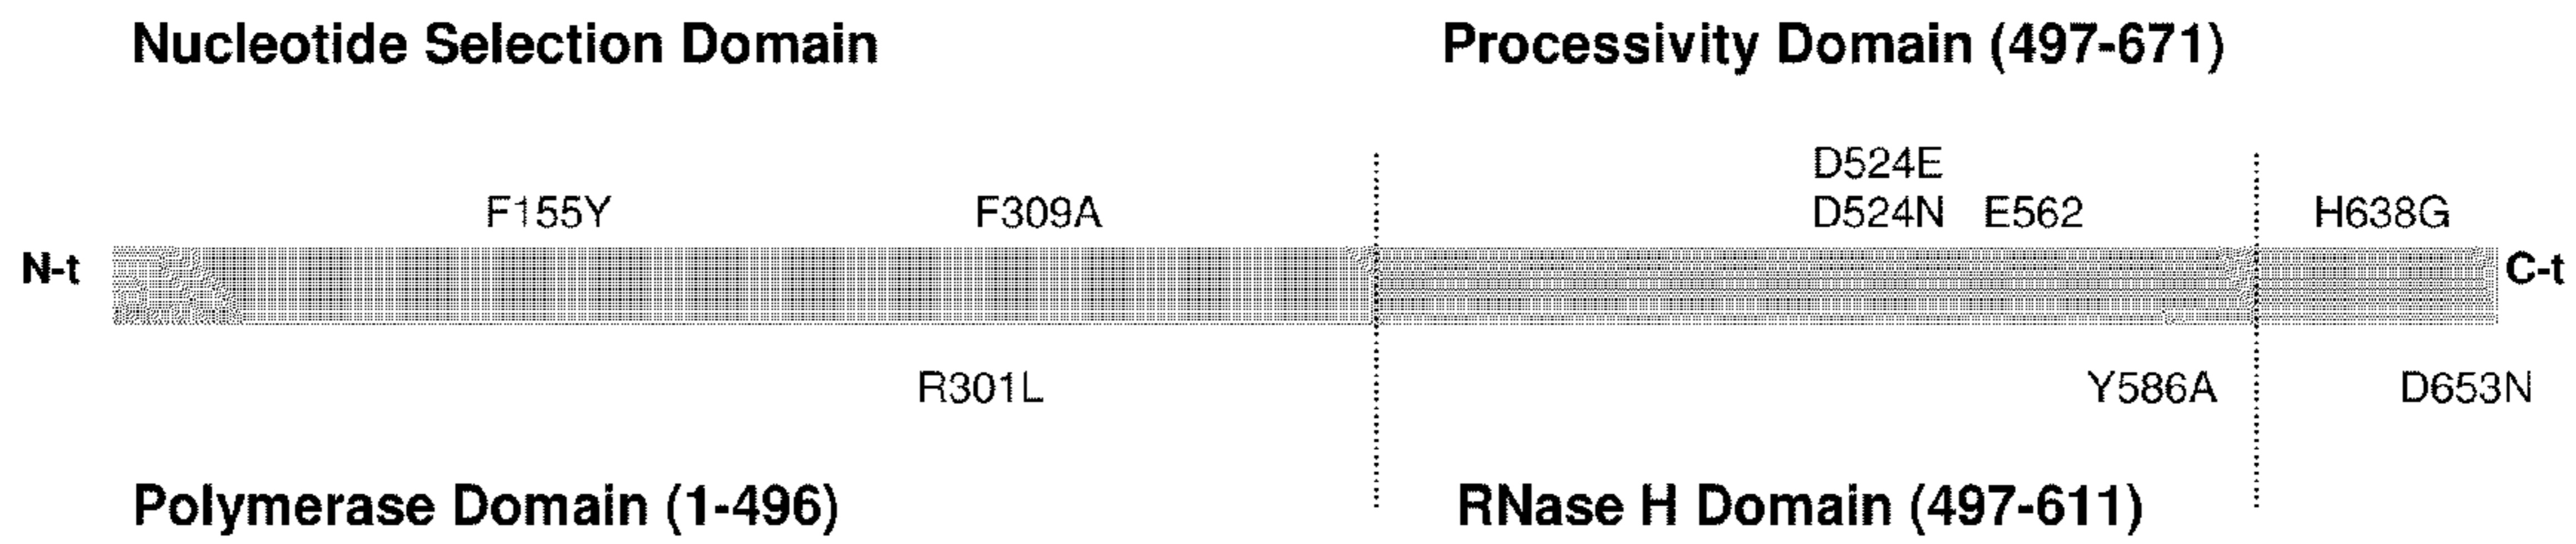 Nucleotide Selection Domain
Processivity Domain (497-671)
D524E
F155Y
F309A
D524N
E562
H638G
N-t
C-t
R301L
Y586A
D653N
Polymerase Domain (1-496)
RNase H Domain (497-611)